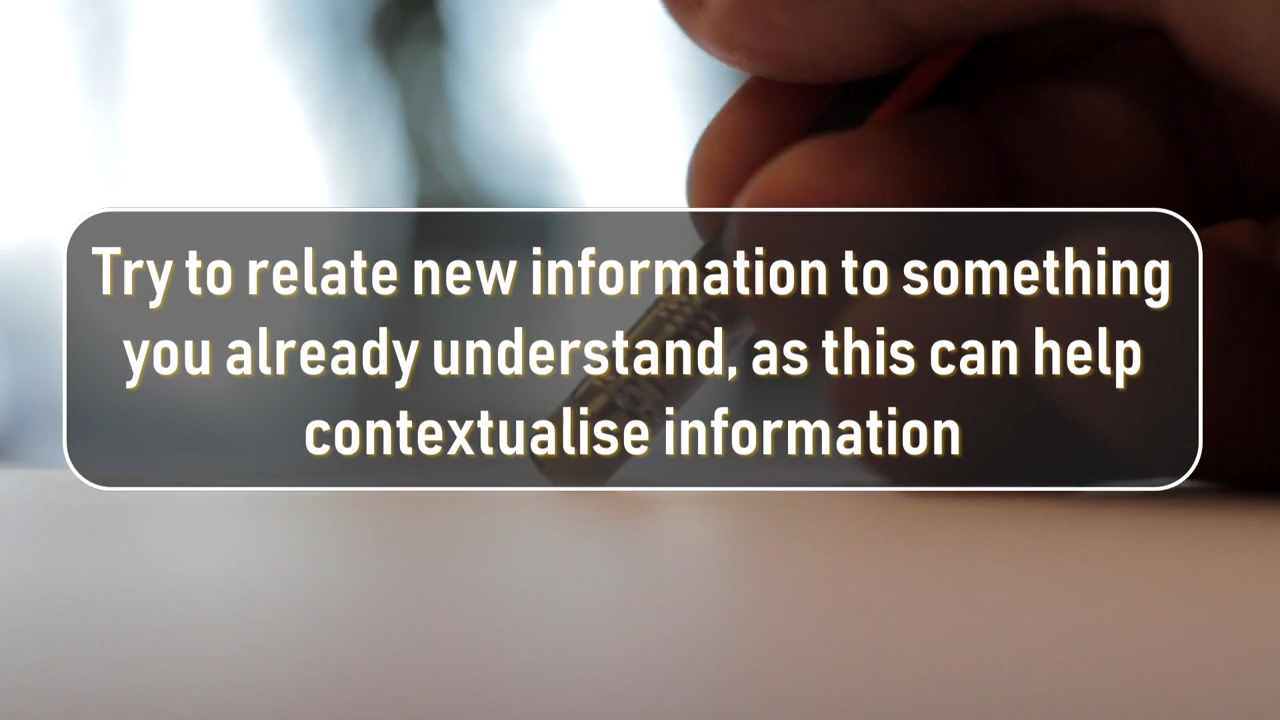 Try to relate new information to something
you already understand, as this can help
contextualise information